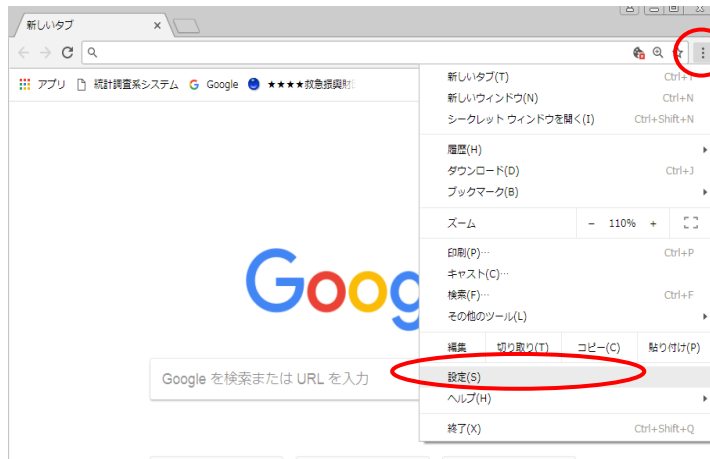 新しいタブ
アプリ 統計調査系システム G Google ★★★★救急振興財
新しいタブ(T) Ctrl+T
新しいウィンドウ(N) Ctrl+N
シークレット ウィンドウを開く(I) Ctrl+Shift+N
履歴(H)
ダウンロード(D) Ctrl+J
ブックマーク(B)
ズーム - 110% +
印刷(P)… Ctrl+P
キャスト(C)…
検索(F)… Ctrl+F
その他のツール(L)
編集 切り取り(T) コピー(C) 貼り付け(P)
Goog
Google を検索または URL を入力
設定(S)
ヘルプ(H)
終了(X) Ctrl+Shift+Q